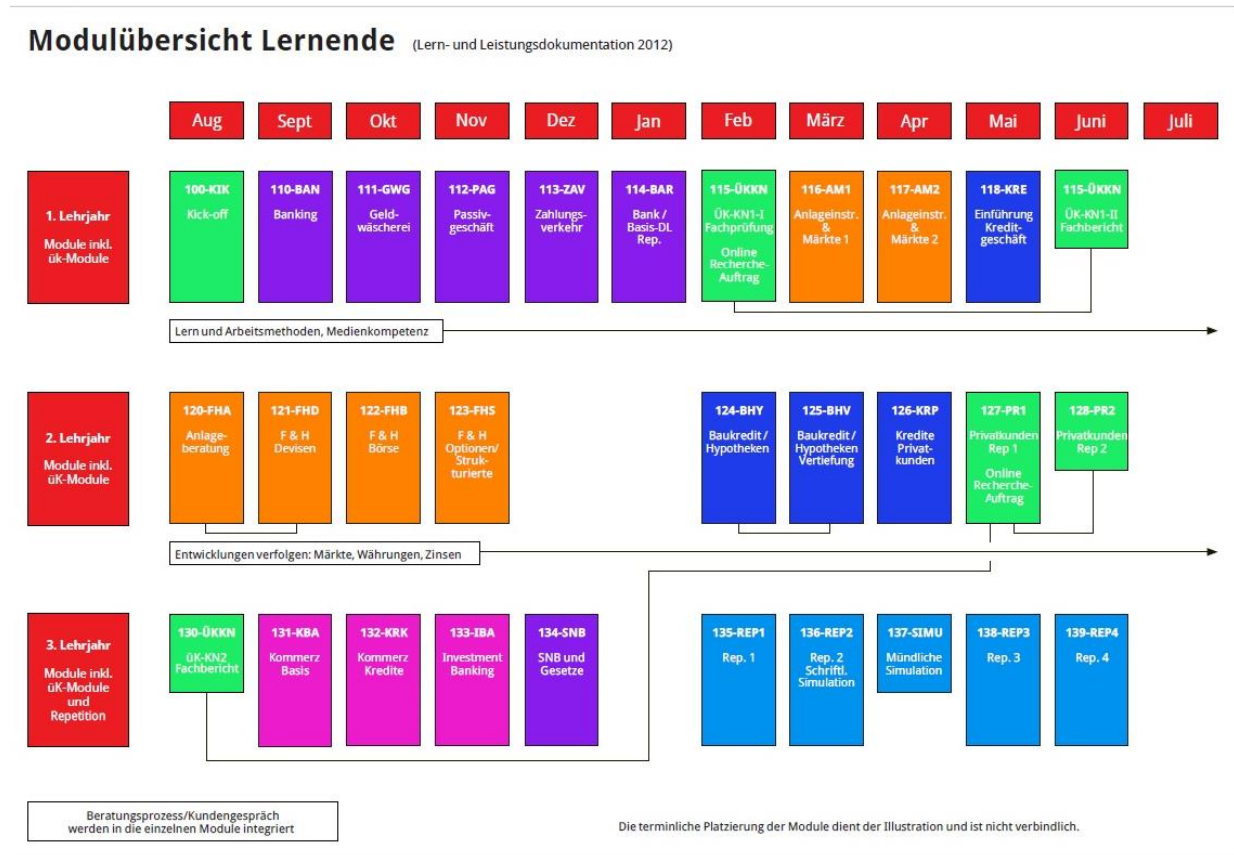 Modulübersicht Lernende (Lern- und Leistungsdokumentation 2012)
Aug Sept Okt Nov Dez Jan Feb März Apr Mai Juni Juli
1. Lehrjahr
Module inkl.
ük-Module
100-KIK
Kick-off
110-BAN
Banking
111-GWG
Geld-
wäscherei
112-PAG
Passiv-
geschäft
113-ZAV
Zahlungs-
verkehr
114-BAR
Bank /
Basis-DL
Rep.
115-ÜKKN
ÜK-KN1-I
Fachprüfung
Online
Recherche-
Auftrag
116-AM1
Anlageinstr.
&
Märkte 1
117-AM2
Anlageinstr.
&
Märkte 2
118-KRE
Einführung
Kredit-
geschäft
115-ÜKKN
ÜK-KN1-II
Fachbericht
Lern und Arbeitsmethoden, Medienkompetenz
2. Lehrjahr
Module inkl.
üK-Module
120-FHA
Anlage-
beratung
121-FHD
F & H
Devisen
122-FHB
F & H
Börse
123-FHS
F & H
Optionen/
Struk-
turierte
124-BHY
Baukredit /
Hypotheken
125-BHV
Baukredit /
Hypotheken
Vertiefung
126-KRP
Kredite
Privat-
kunden
127-PR1
Privatkunden
Rep 1
Online
Recherche-
Auftrag
128-PR2
Privatkunden
Rep 2
Entwicklungen verfolgen: Märkte, Währungen, Zinsen
3. Lehrjahr
Module inkl.
üK-Module
und
Repetition
130-ÜKKN
üK-KN2
Fachbericht
131-KBA
Kommerz
Basis
132-KRK
Kommerz
Kredite
133-IBA
Investment
Banking
134-SNB
SNB und
Gesetze
135-REP1
Rep. 1
136-REP2
Rep. 2
Schriftl.
Simulation
137-SIMU
Mündliche
Simulation
138-REP3
Rep. 3
139-REP4
Rep. 4
Beratungsprozess/Kundengespräch
werden in die einzelnen Module integriert
Die terminliche Platzierung der Module dient der Illustration und ist nicht verbindlich.